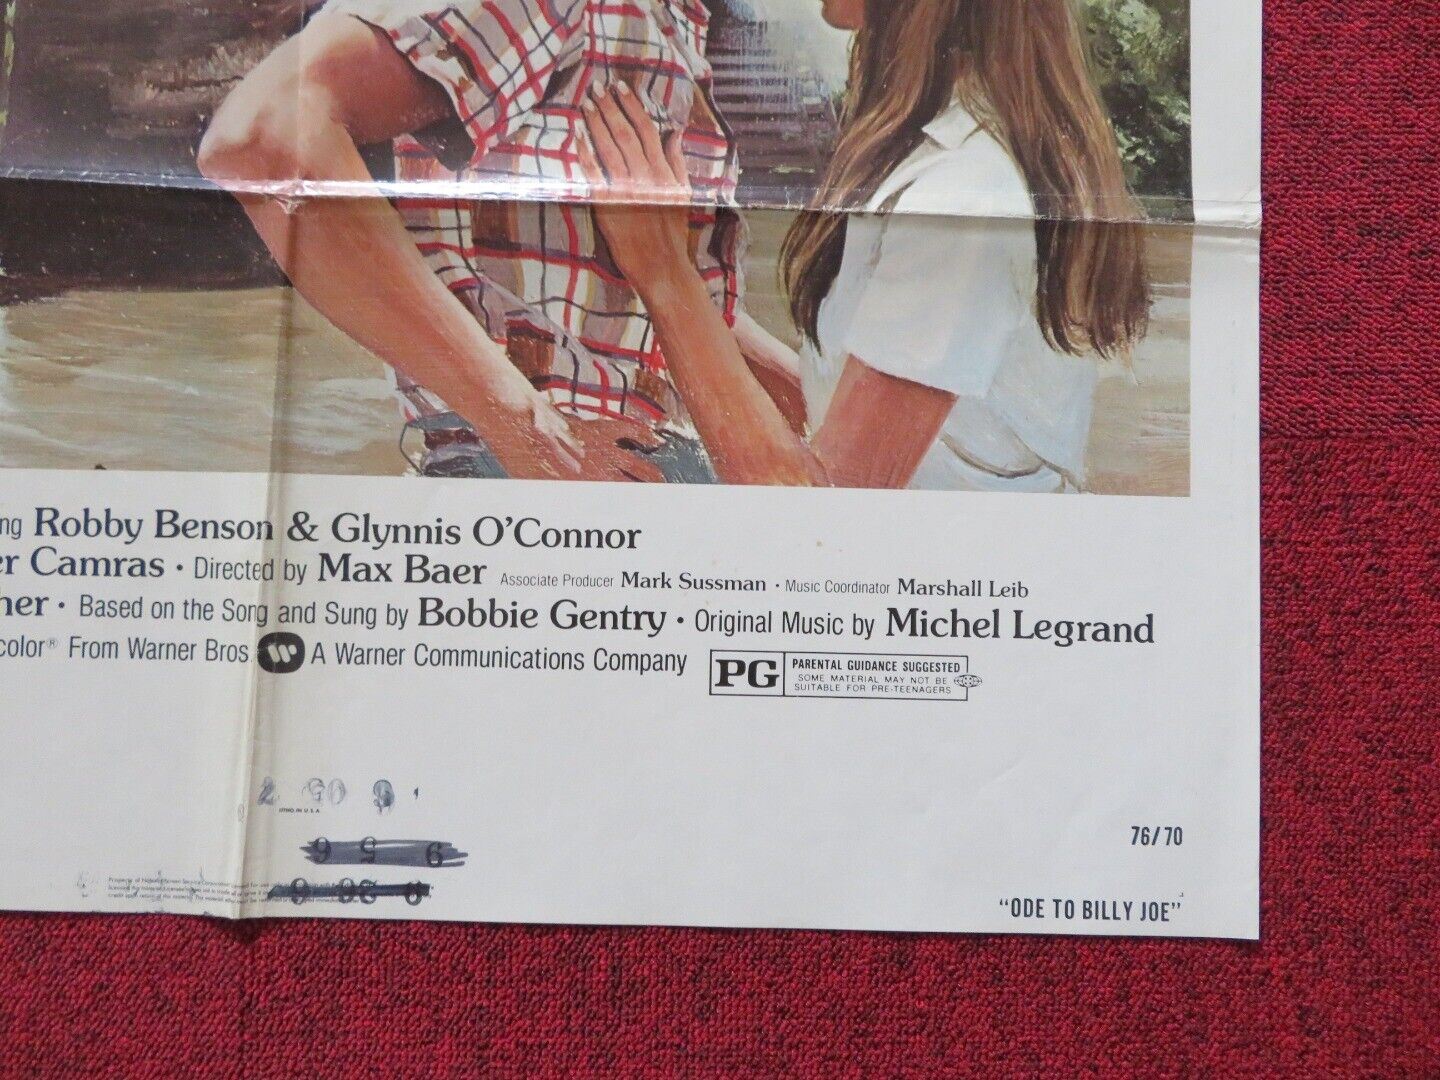 ng Robby Benson & Glynnis O'Connor
er Camras • Directed by Max Baer Associate Producer Mark Sussman • Music Coordinator Marshall Leib
her • Based on the Song and Sung by Bobbie Gentry • Original Music by Michel Legrand
color® From Warner Bros. A Warner Communications Company
PG PARENTAL GUIDANCE SUGGESTED
SOME MATERIAL MAY NOT BE
SUITABLE FOR PRE-TEENAGERS
LITHO. IN U.S.A.
76/70
"ODE TO BILLY JOE"